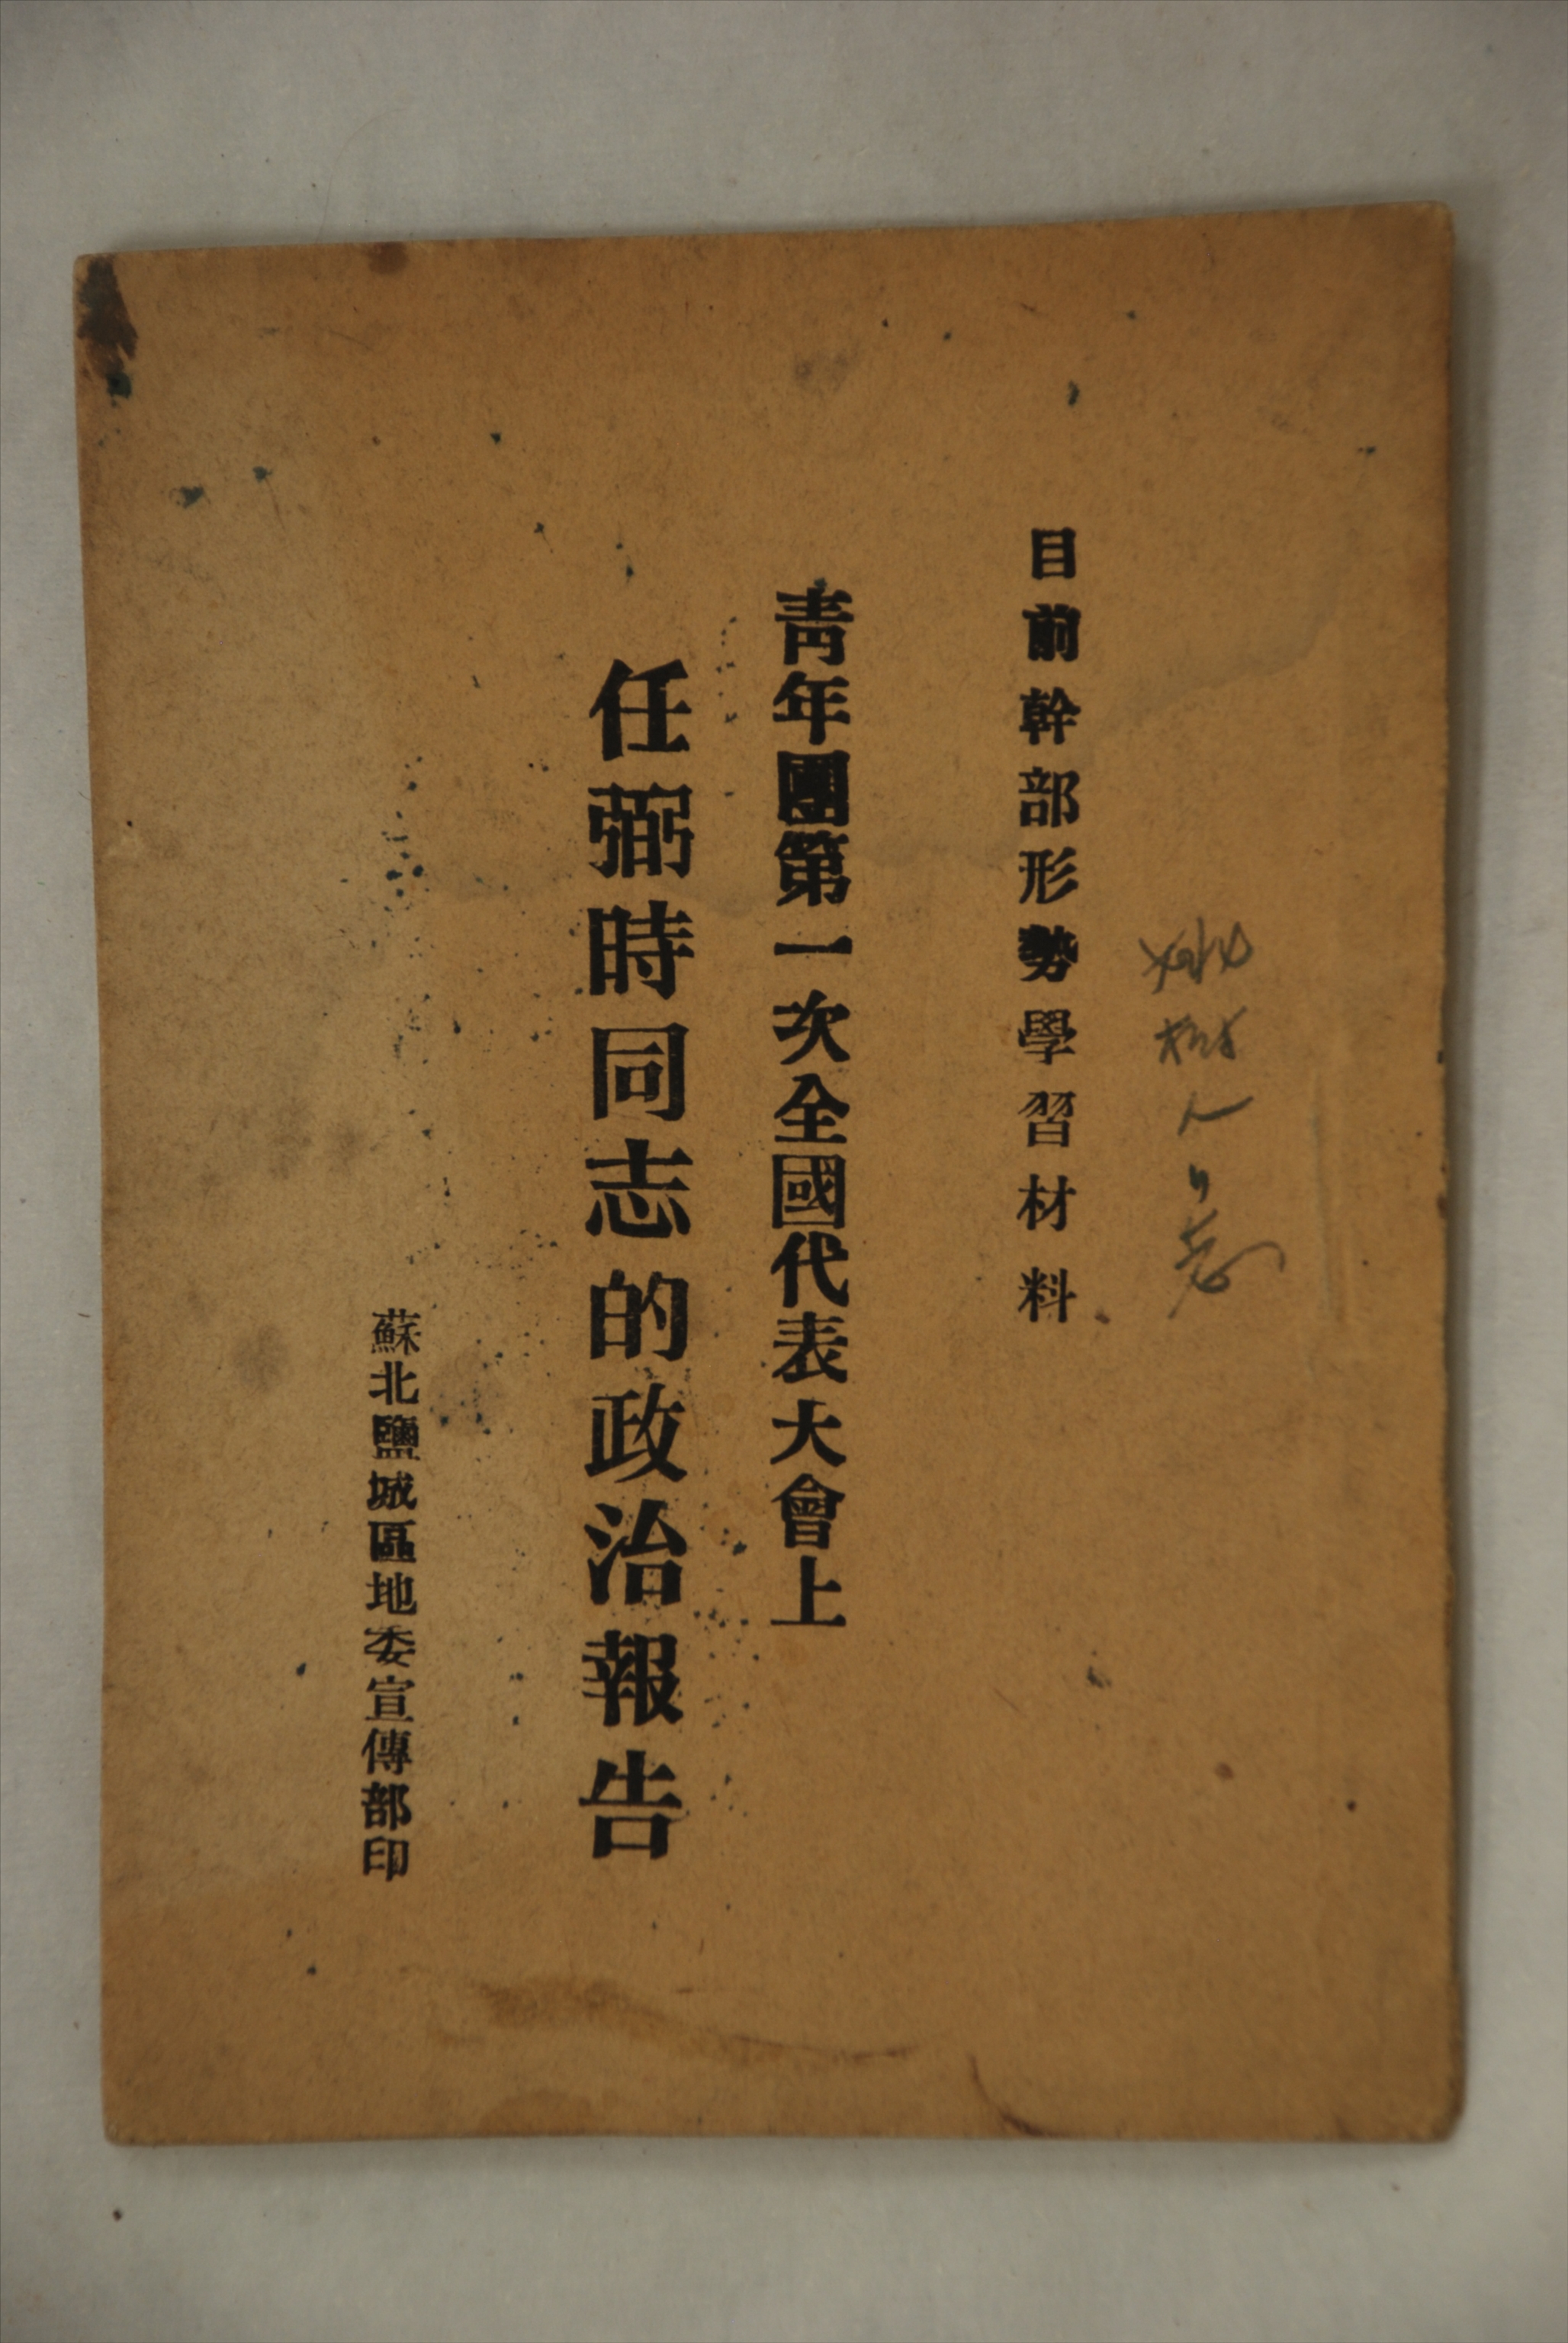 目前幹部形勢學習材料
青年團第一次全國代表大會上
任弼時同志的政治報告
蘇北鹽城區地委宣傳部印